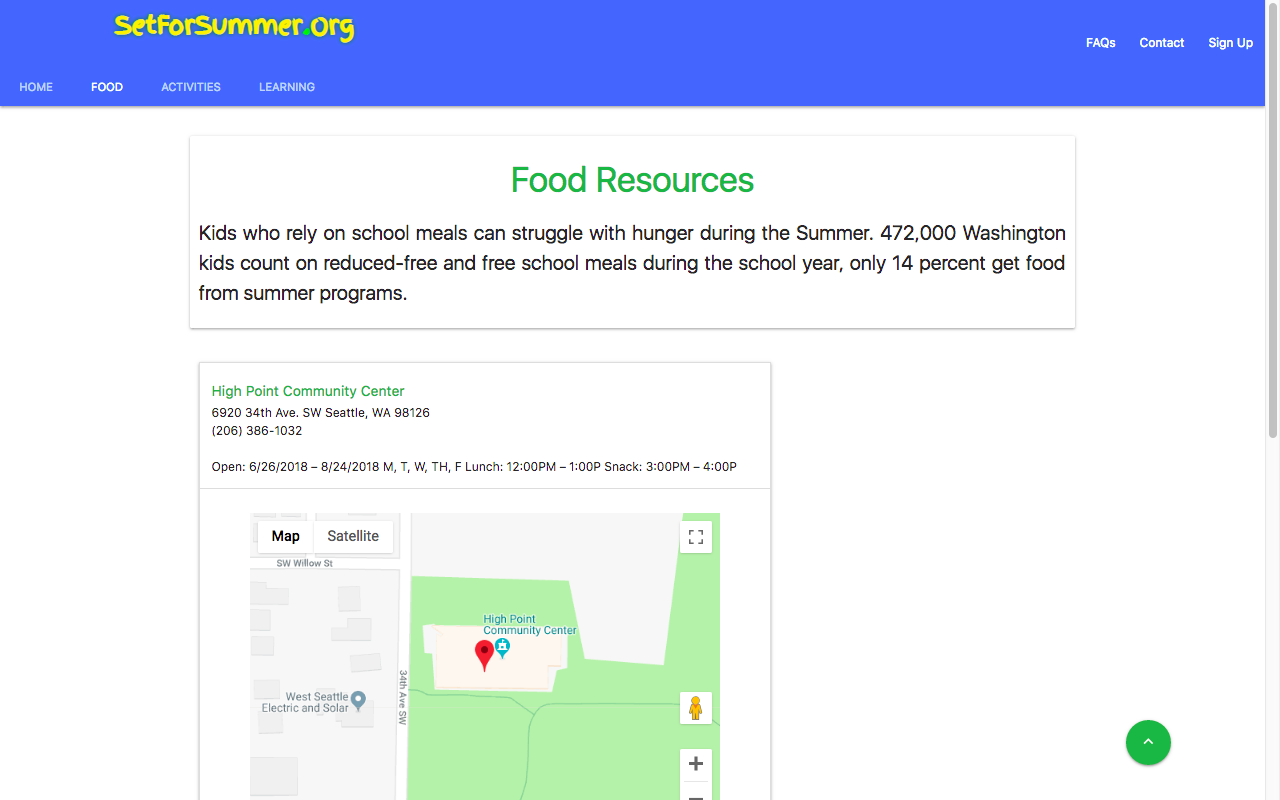 SetForSummer.Org
FAQs Contact Sign Up
HOME FOOD ACTIVITIES LEARNING
Food Resources
Kids who rely on school meals can struggle with hunger during the Summer. 472,000 Washington
kids count on reduced-free and free school meals during the school year, only 14 percent get food
from summer programs.
High Point Community Center
6920 34th Ave. SW Seattle, WA 98126
(206) 386-1032
Open: 6/26/2018 – 8/24/2018 M, T, W, TH, F Lunch: 12:00PM – 1:00P Snack: 3:00PM – 4:00P
Map Satellite
SW Willow St
High Point
Community Center
34th Ave SW
West Seattle
Electric and Solar